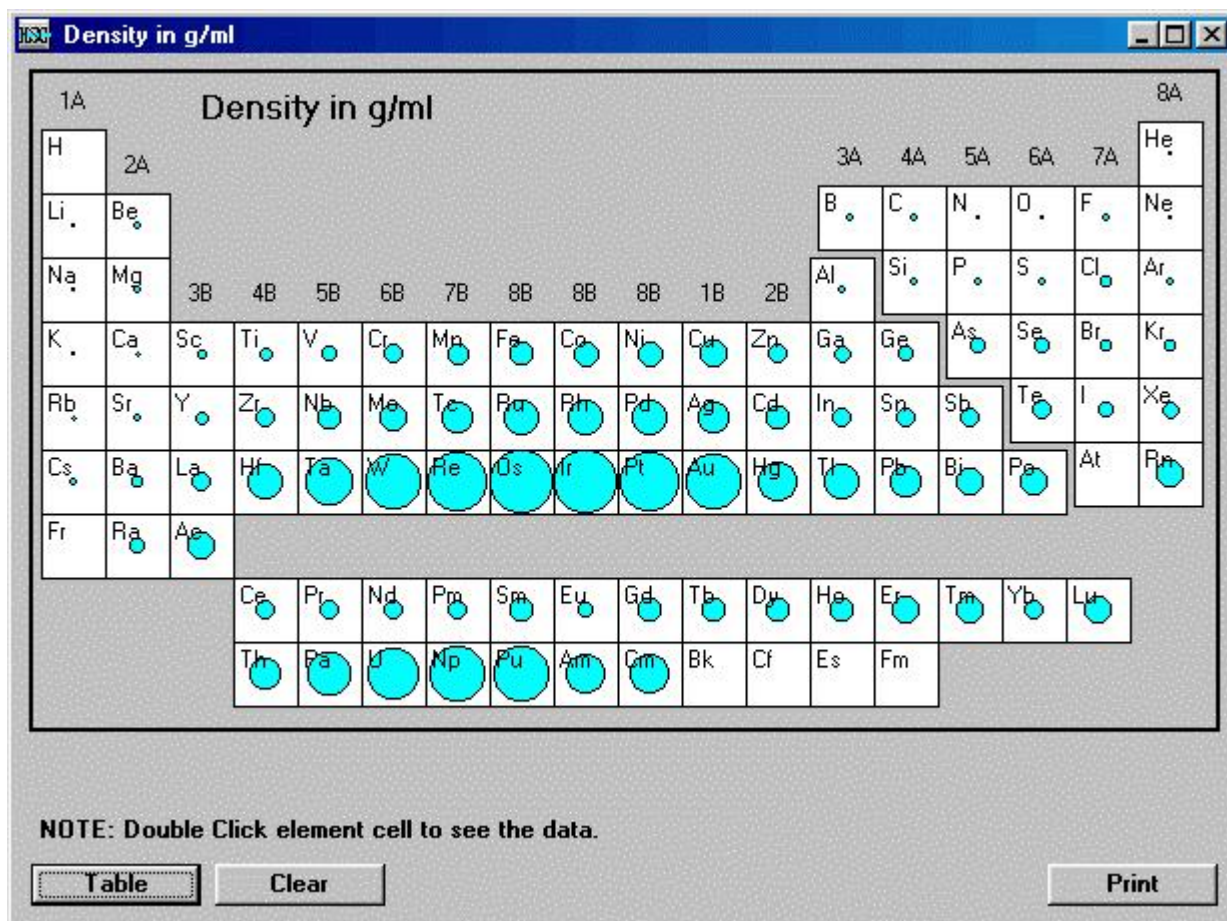 HSC Density in g/ml
1A Density in g/ml 8A
H 2A 3A 4A 5A 6A 7A He
Li Be B C N O F Ne
Na Mg 3B 4B 5B 6B 7B 8B 8B 8B 1B 2B Al Si P S Cl Ar
K Ca Sc Ti V Cr Mn Fe Co Ni Cu Zn Ga Ge As Se Br Kr
Rb Sr Y Zr Nb Mo Tc Ru Rh Pd Ag Cd In Sn Sb Te I Xe
Cs Ba La Hf Ta W Re Os Ir Pt Au Hg Tl Pb Bi Po At Rn
Fr Ra Ac
Ce Pr Nd Pm Sm Eu Gd Tb Dy Ho Er Tm Yb Lu
Th Pa U Np Pu Am Cm Bk Cf Es Fm
NOTE: Double Click element cell to see the data.
Table Clear Print